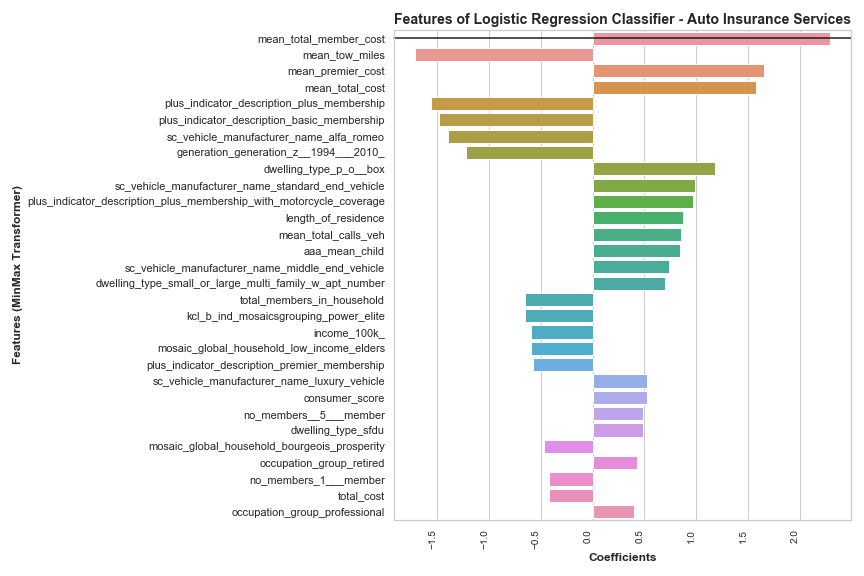 Features of Logistic Regression Classifier - Auto Insurance Services
Features (MinMax Transformer)
mean_total_member_cost
mean_tow_miles
mean_premier_cost
mean_total_cost
plus_indicator_description_plus_membership
plus_indicator_description_basic_membership
sc_vehicle_manufacturer_name_alfa_romeo
generation_generation_z__1994___2010_
dwelling_type_p_o__box
sc_vehicle_manufacturer_name_standard_end_vehicle
plus_indicator_description_plus_membership_with_motorcycle_coverage
length_of_residence
mean_total_calls_veh
aaa_mean_child
sc_vehicle_manufacturer_name_middle_end_vehicle
dwelling_type_small_or_large_multi_family_w_apt_number
total_members_in_household
kcl_b_ind_mosaicsgrouping_power_elite
income_100k_
mosaic_global_household_low_income_elders
plus_indicator_description_premier_membership
sc_vehicle_manufacturer_name_luxury_vehicle
consumer_score
no_members__5___member
dwelling_type_sfdu
mosaic_global_household_bourgeois_prosperity
occupation_group_retired
no_members_1___member
total_cost
occupation_group_professional
−1.5
−1.0
−0.5
0.0
0.5
1.0
1.5
2.0
Coefficients